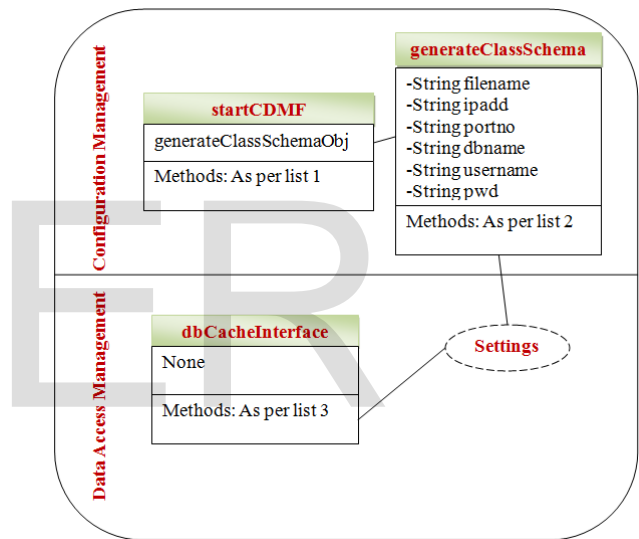 Configuration Management
startCDMF
generateClassSchemaObj
Methods: As per list 1
generateClassSchema
-String filename
-String ipadd
-String portno
-String dbname
-String username
-String pwd
Methods: As per list 2
Data Access Management
dbCacheInterface
None
Methods: As per list 3
Settings
ER